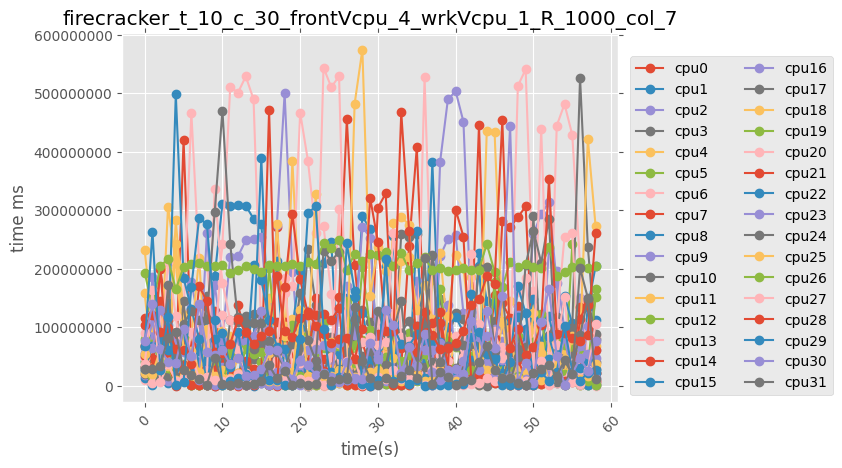 firecracker_t_10_c_30_frontVcpu_4_wrkVcpu_1_R_1000_col_7
600000000
500000000
400000000
300000000
200000000
100000000
0
time ms
0
10
20
30
40
50
60
time(s)
cpu0
cpu1
cpu2
cpu3
cpu4
cpu5
cpu6
cpu7
cpu8
cpu9
cpu10
cpu11
cpu12
cpu13
cpu14
cpu15
cpu16
cpu17
cpu18
cpu19
cpu20
cpu21
cpu22
cpu23
cpu24
cpu25
cpu26
cpu27
cpu28
cpu29
cpu30
cpu31